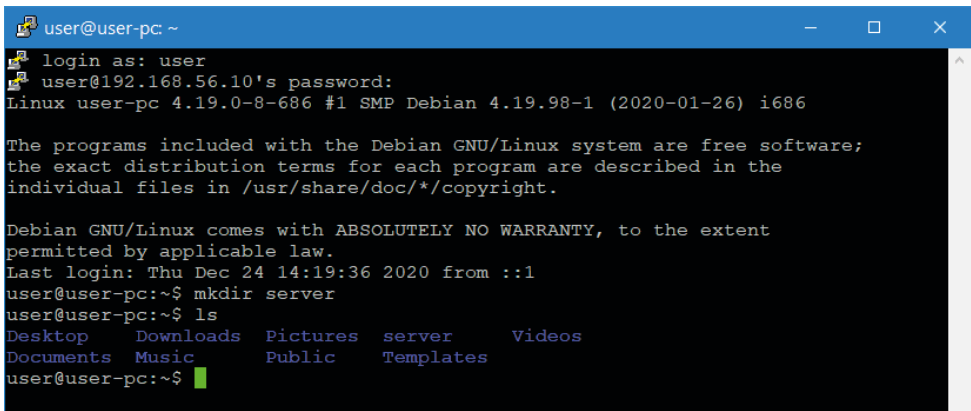 user@user-pc: ~
login as: user
user@192.168.56.10's password:
Linux user-pc 4.19.0-8-686 #1 SMP Debian 4.19.98-1 (2020-01-26) i686
The programs included with the Debian GNU/Linux system are free software;
the exact distribution terms for each program are described in the
individual files in /usr/share/doc/*/copyright.
Debian GNU/Linux comes with ABSOLUTELY NO WARRANTY, to the extent
permitted by applicable law.
Last login: Thu Dec 24 14:19:36 2020 from ::1
user@user-pc:~$ mkdir server
user@user-pc:~$ ls
Desktop    Downloads  Pictures  server     Videos
Documents  Music      Public    Templates
user@user-pc:~$